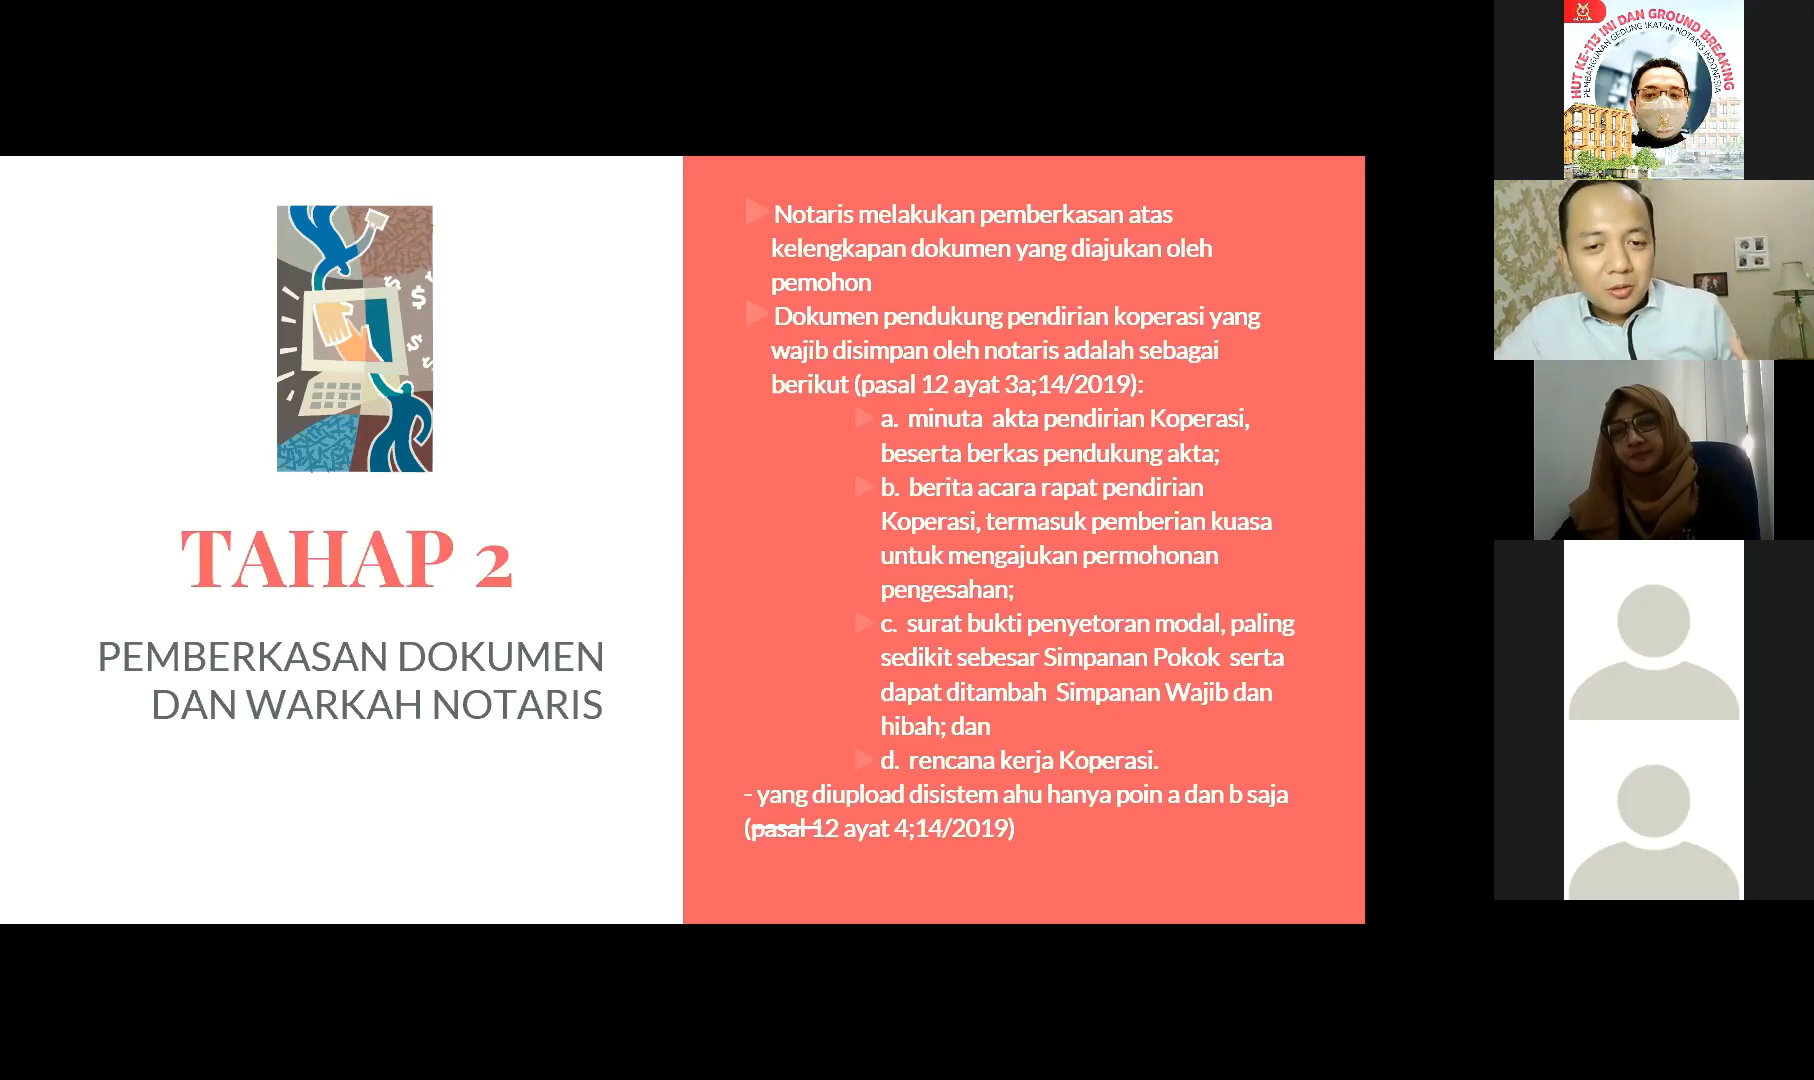 TAHAP 2
PEMBERKASAN DOKUMEN
DAN WARKAH NOTARIS
Notaris melakukan pemberkasan atas
kelengkapan dokumen yang diajukan oleh
pemohon
Dokumen pendukung pendirian koperasi yang
wajib disimpan oleh notaris adalah sebagai
berikut (pasal 12 ayat 3a;14/2019):
a. minuta akta pendirian Koperasi,
beserta berkas pendukung akta;
b. berita acara rapat pendirian
Koperasi, termasuk pemberian kuasa
untuk mengajukan permohonan
pengesahan;
c. surat bukti penyetoran modal, paling
sedikit sebesar Simpanan Pokok serta
dapat ditambah Simpanan Wajib dan
hibah; dan
d. rencana kerja Koperasi.
- yang diupload disistem ahu hanya poin a dan b saja
(pasal 12 ayat 4;14/2019)
HUT KE-113 INI DAN GROUND BREAKING
PEMBANGUNAN GEDUNG IKATAN NOTARIS INDONESIA